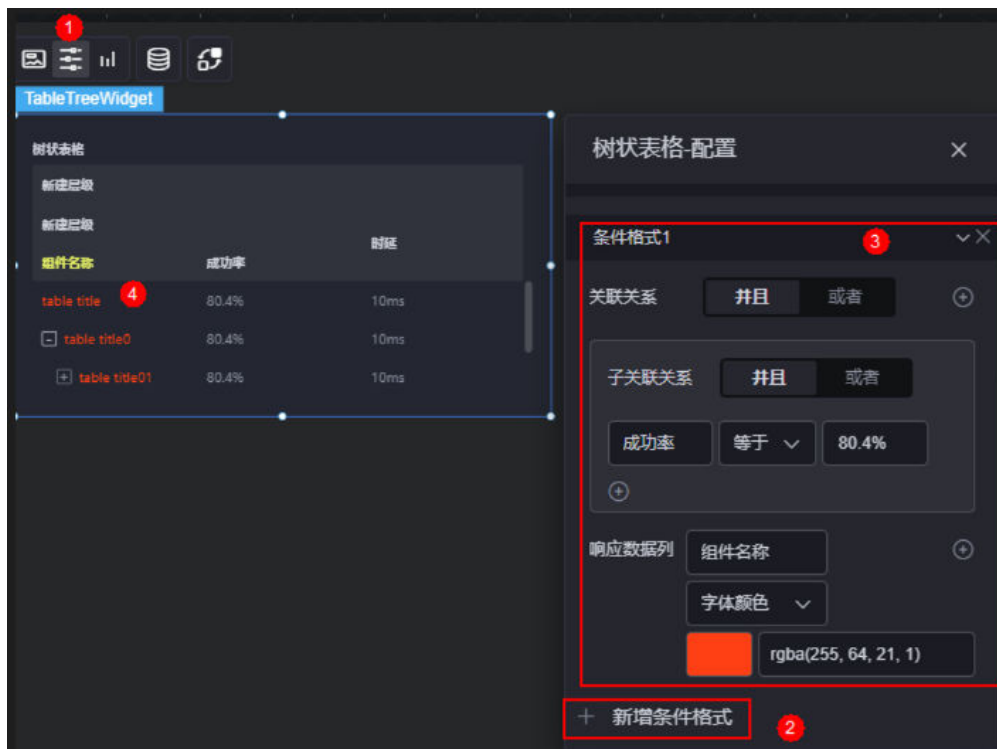 1
TableTreeWidget
树状表格
新建层级
新建层级
组件名称 成功率 时延
table title 4 80.4% 10ms
table title0 80.4% 10ms
table title01 80.4% 10ms
树状表格-配置
条件格式1 3
关联关系 并且 或者
子关联关系 并且 或者
成功率 等于 80.4%
响应数据列 组件名称
字体颜色
rgba(255, 64, 21, 1)
新增条件格式 2